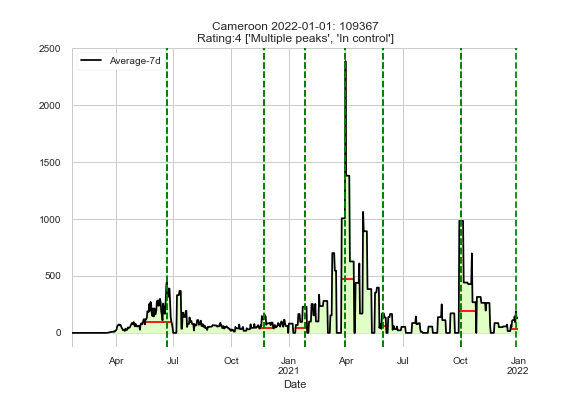 Cameroon 2022-01-01: 109367
Rating:4 ['Multiple peaks', 'In control']
Average-7d
2500
2000
1500
1000
500
0
Apr Jul Oct Jan Apr Jul Oct Jan
2021 2022
Date